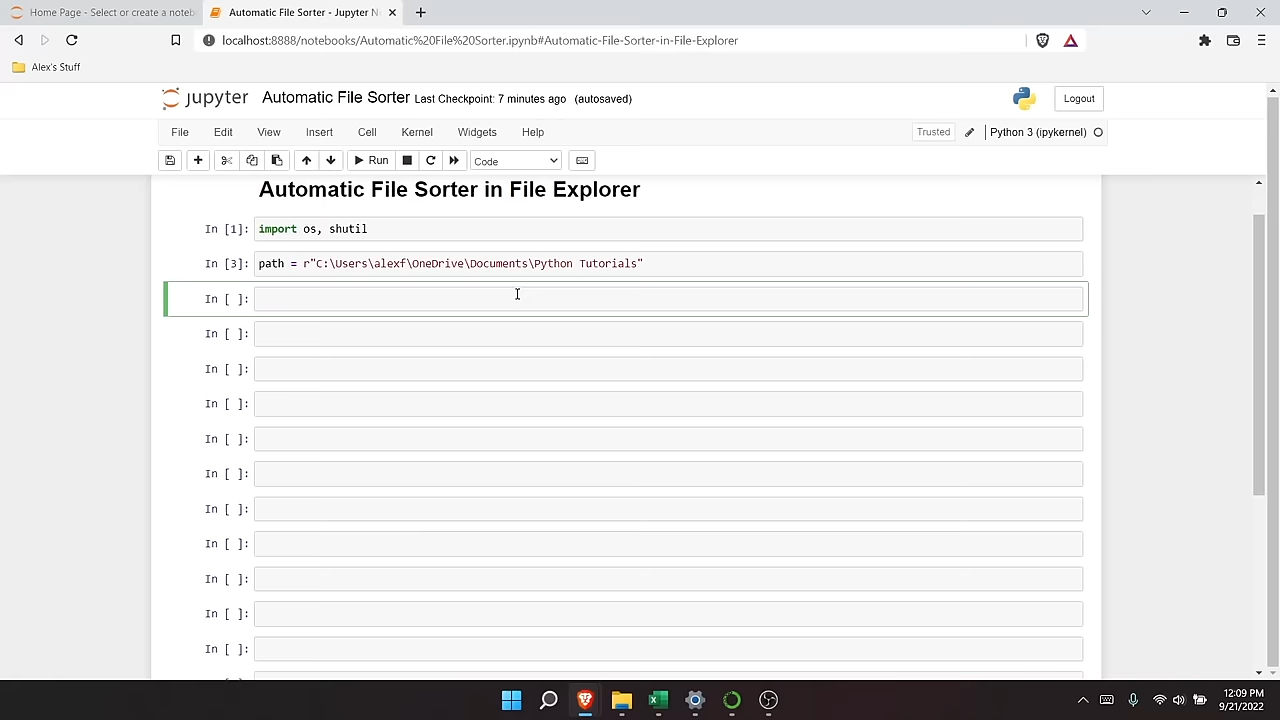 Home Page - Select or create a noteb
Automatic File Sorter - Jupyter N
localhost:8888/notebooks/Automatic%20File%20Sorter.ipynb#Automatic-File-Sorter-in-File-Explorer
Alex's Stuff
jupyter Automatic File Sorter Last Checkpoint: 7 minutes ago (autosaved)
Logout
File Edit View Insert Cell Kernel Widgets Help
Trusted Python 3 (ipykernel)
Run Code
Automatic File Sorter in File Explorer
In [1]: import os, shutil
In [3]: path = r"C:\Users\alexf\OneDrive\Documents\Python Tutorials"
In [ ]:
In [ ]:
In [ ]:
In [ ]:
In [ ]:
In [ ]:
In [ ]:
In [ ]:
In [ ]:
In [ ]:
In [ ]:
12:09 PM
9/21/2022